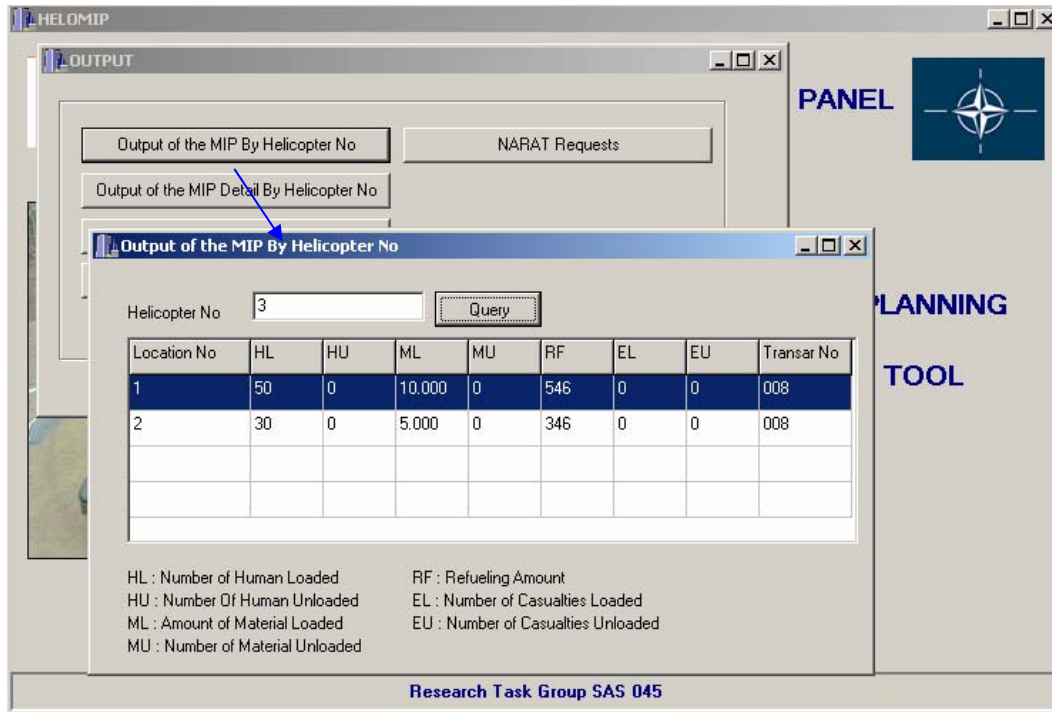 HELOMIP
OUTPUT
PANEL
Output of the MIP By Helicopter No
NARAT Requests
Output of the MIP Detail By Helicopter No
Output of the MIP By Helicopter No
Helicopter No
3
Query
PLANNING
TOOL
Location No HL HU ML MU RF EL EU Transar No
1 50 0 10.000 0 546 0 0 008
2 30 0 5.000 0 346 0 0 008
HL : Number of Human Loaded
RF : Refueling Amount
HU : Number Of Human Unloaded
EL : Number of Casualties Loaded
ML : Amount of Material Loaded
EU : Number of Casualties Unloaded
MU : Number of Material Unloaded
Research Task Group SAS 045